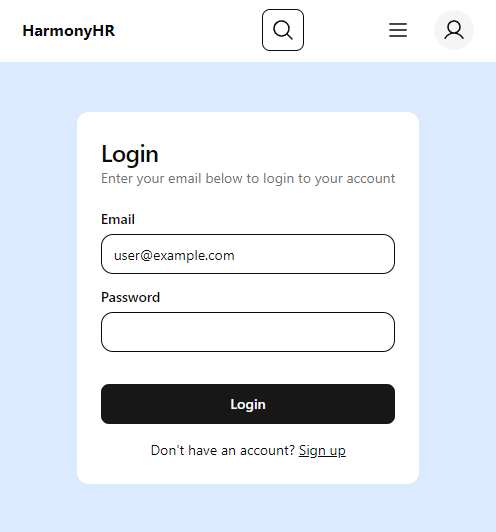 HarmonyHR
Login
Enter your email below to login to your account
Email
user@example.com
Password
Login
Don't have an account? Sign up